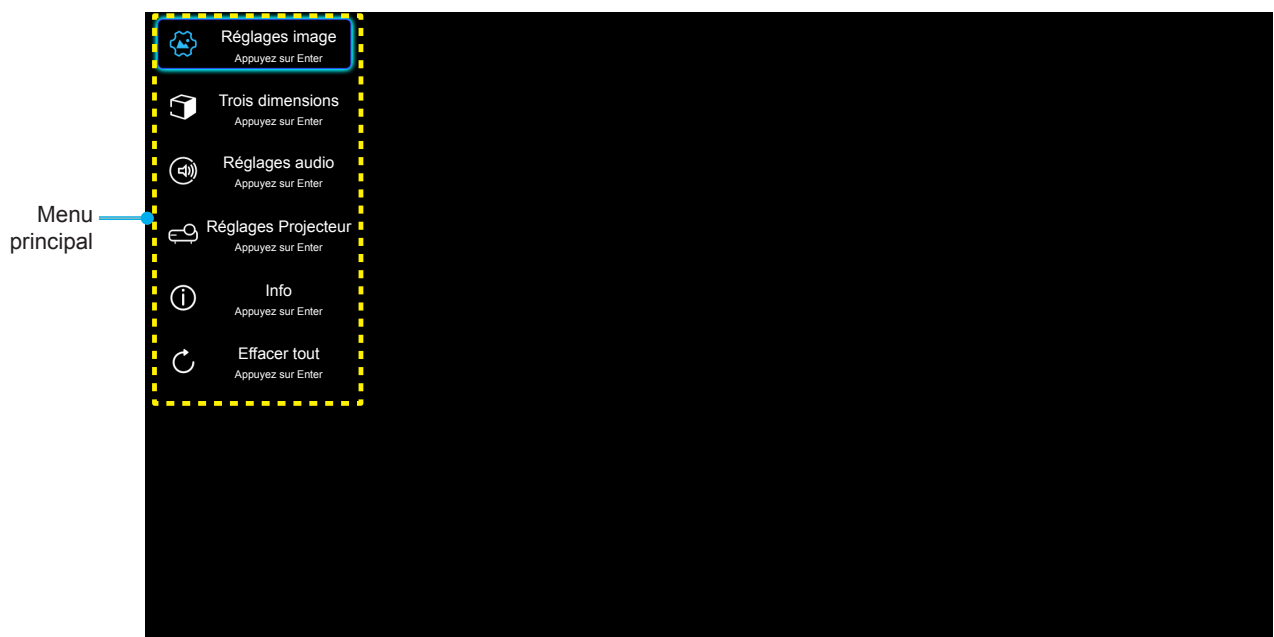 Réglages image
Appuyez sur Enter
Trois dimensions
Appuyez sur Enter
Réglages audio
Appuyez sur Enter
Menu
principal
Réglages Projecteur
Appuyez sur Enter
Info
Appuyez sur Enter
Effacer tout
Appuyez sur Enter